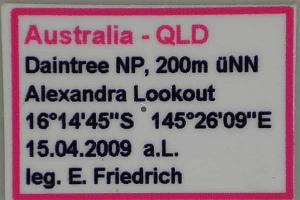 Australia - QLD
Daintree NP, 200m üNN
Alexandra Lookout
16°14'45"S 145°26'09"E
15.04.2009 a.L.
leg. E. Friedrich